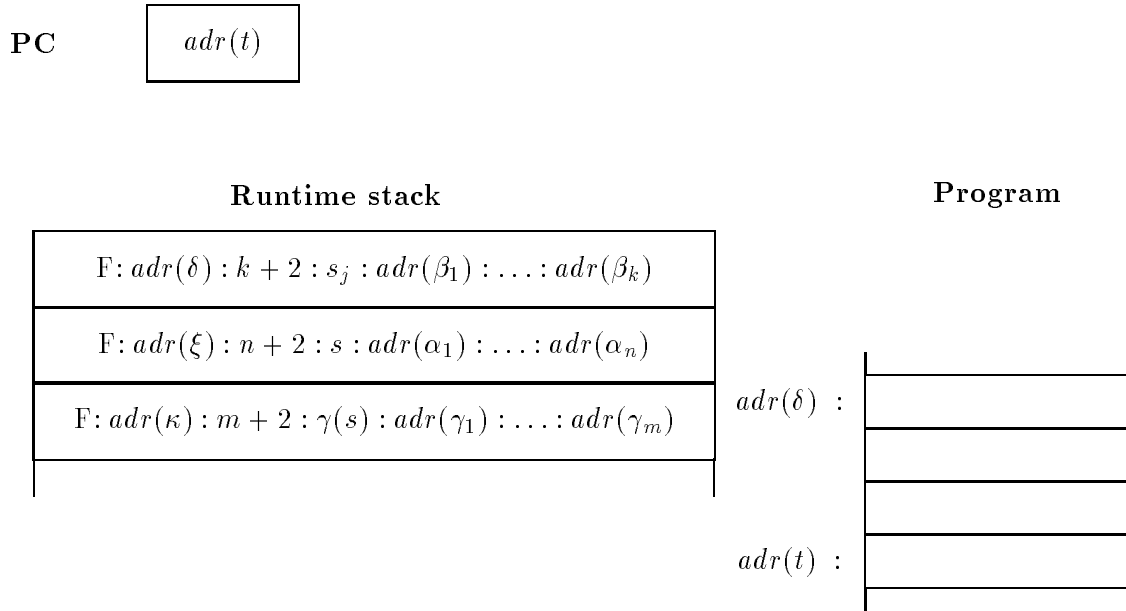 PC adr(t)
Runtime stack
Program
F: adr(δ) : k + 2 : s_j : adr(β_1) : . . . : adr(β_k)
F: adr(ξ) : n + 2 : s : adr(α_1) : . . . : adr(α_n)
F: adr(κ) : m + 2 : γ(s) : adr(γ_1) : . . . : adr(γ_m)
adr(δ) :
adr(t) :